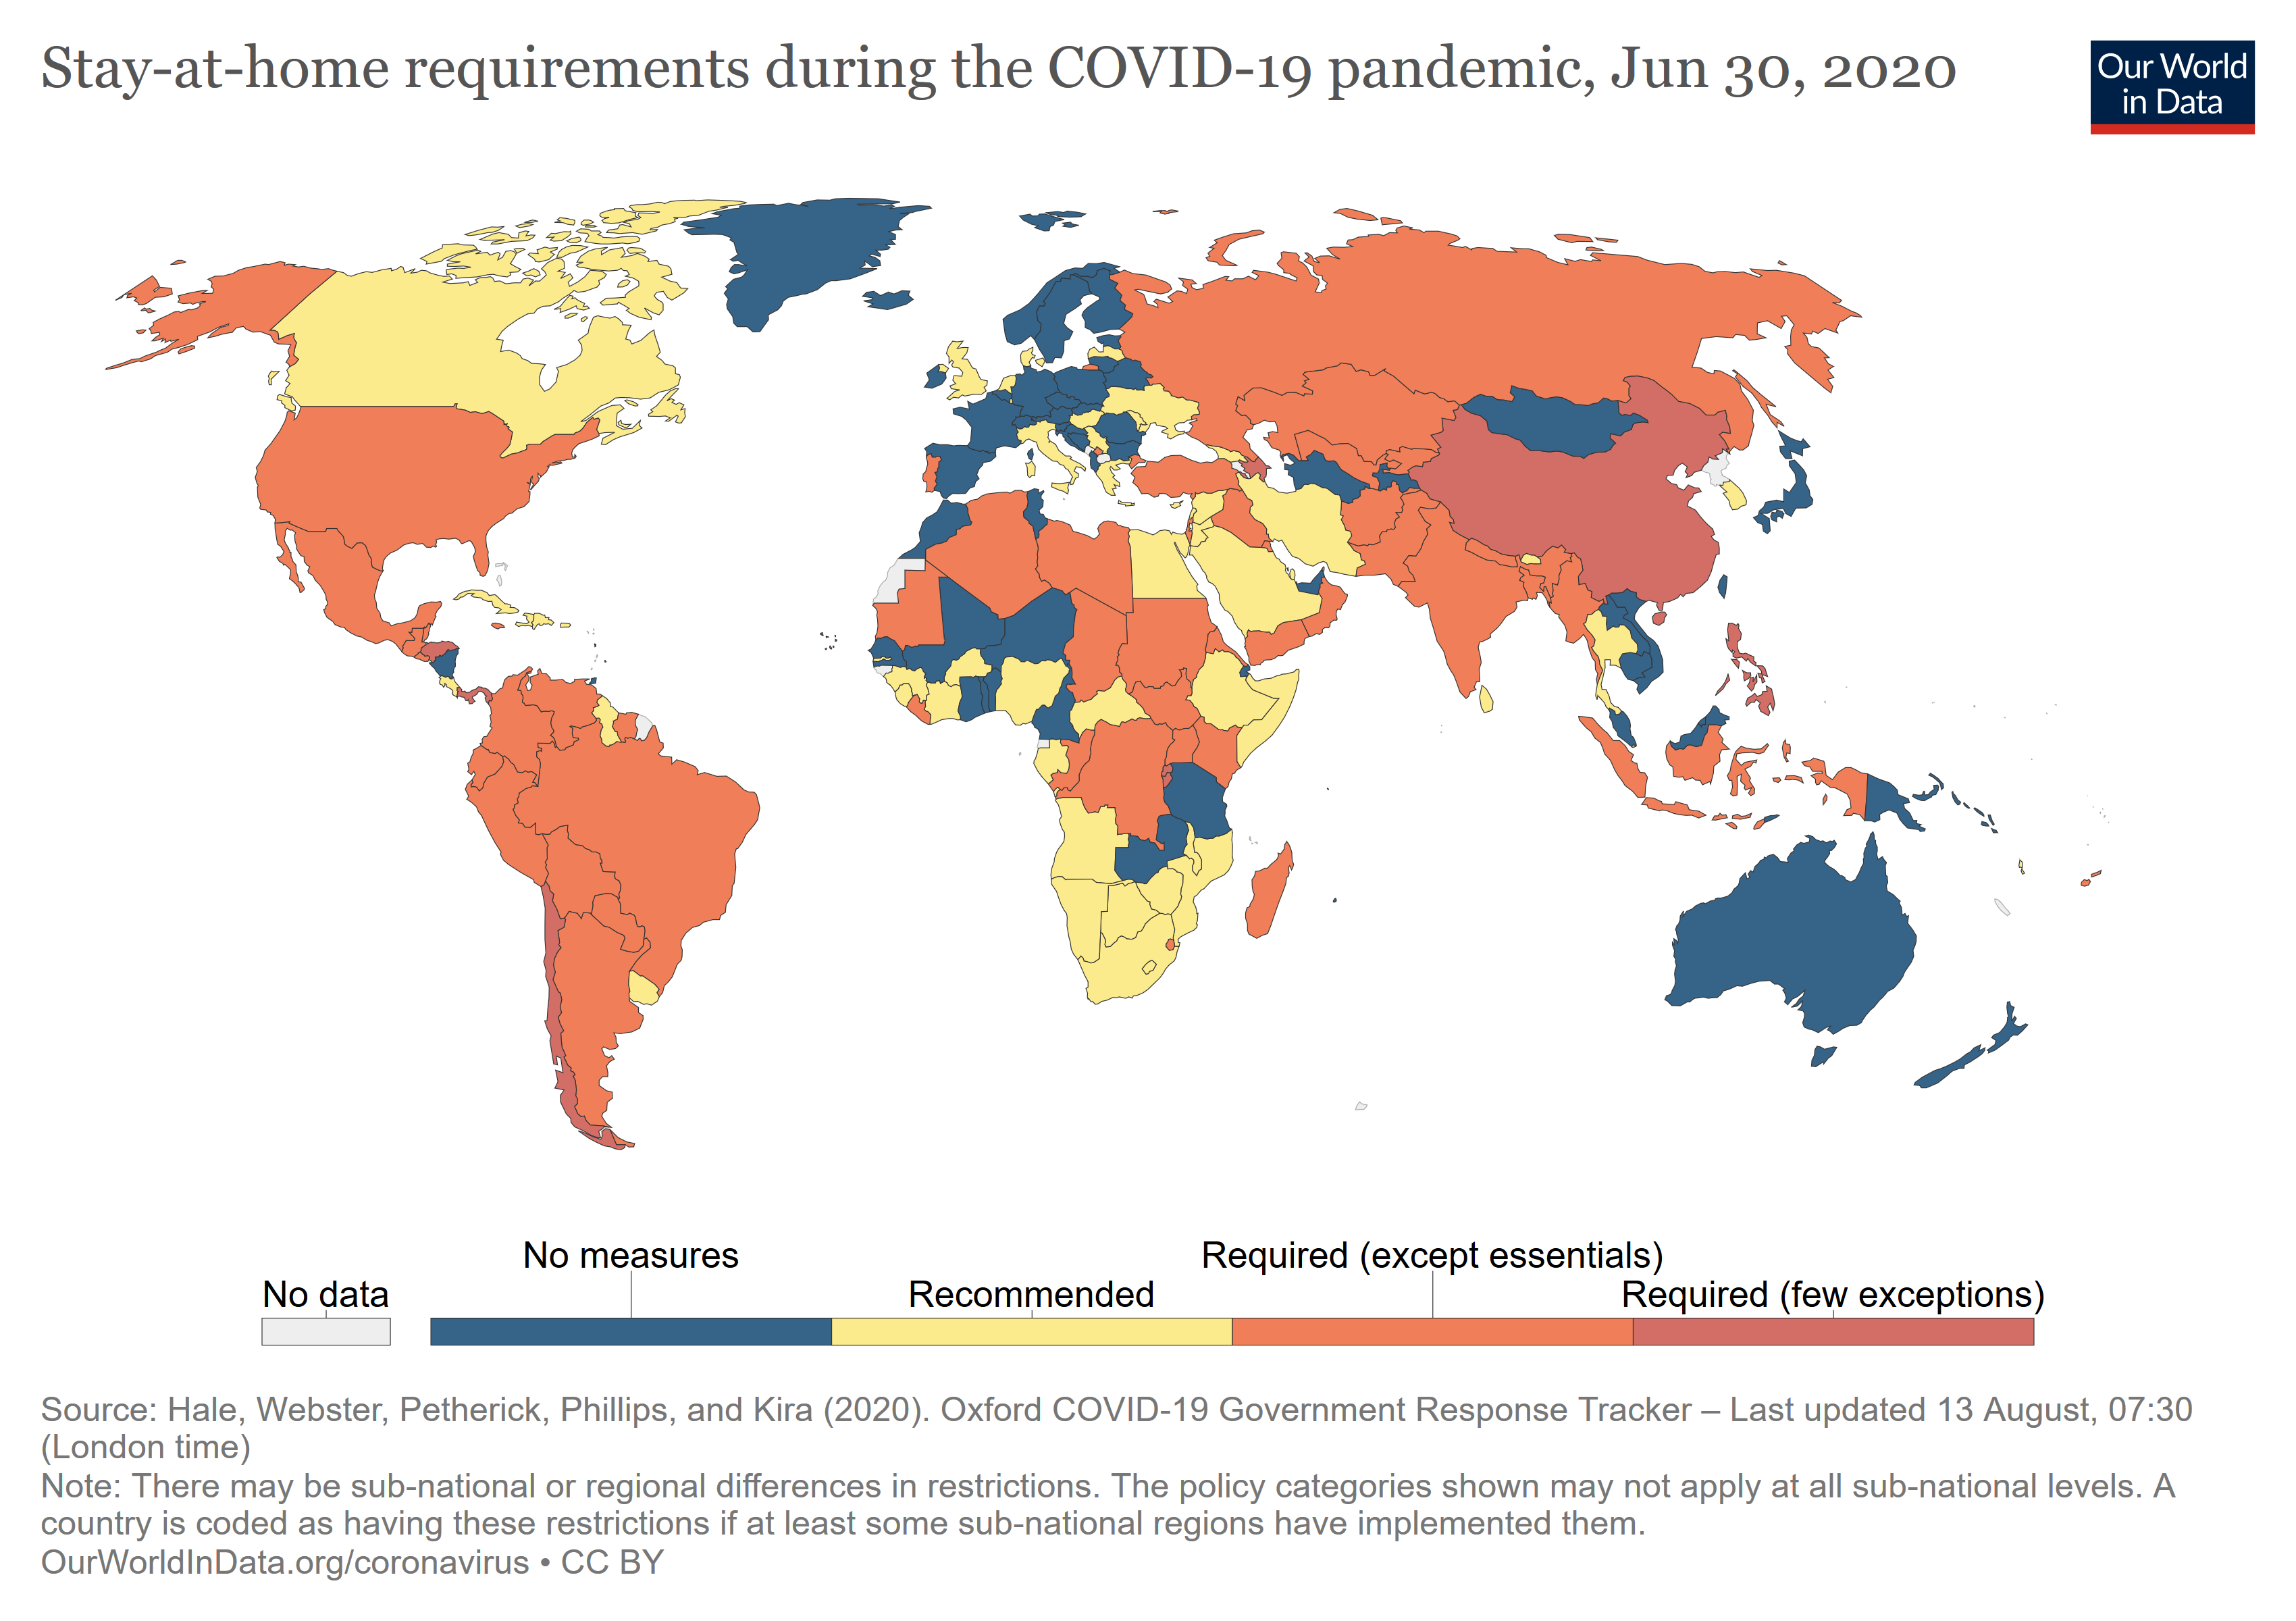 Stay-at-home requirements during the COVID-19 pandemic, Jun 30, 2020
Our World
in Data
No measures
Required (except essentials)
No data
Recommended
Required (few exceptions)
Source: Hale, Webster, Petherick, Phillips, and Kira (2020). Oxford COVID-19 Government Response Tracker – Last updated 13 August, 07:30
(London time)
Note: There may be sub-national or regional differences in restrictions. The policy categories shown may not apply at all sub-national levels. A
country is coded as having these restrictions if at least some sub-national regions have implemented them.
OurWorldInData.org/coronavirus • CC BY